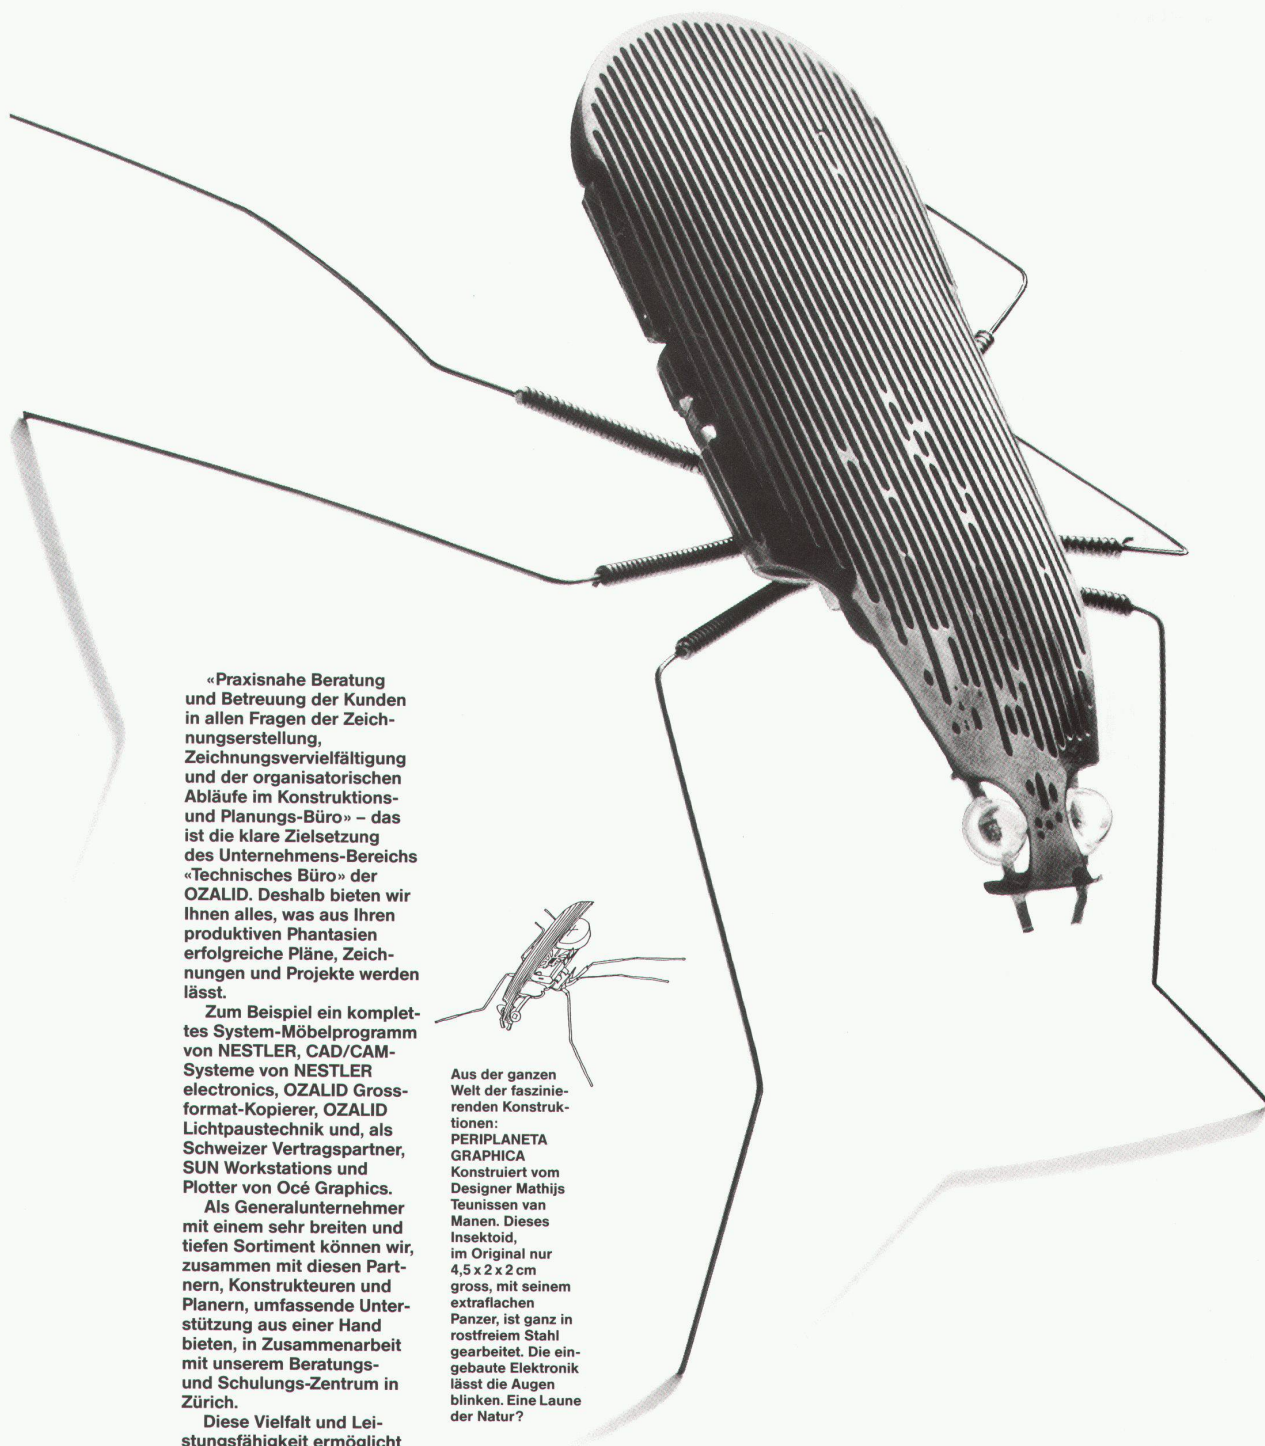 «Praxisnahe Beratung
und Betreuung der Kunden
in allen Fragen der Zeich-
nungserstellung,
Zeichnungsvervielfältigung
und der organisatorischen
Abläufe im Konstruktions-
und Planungs-Büro» – das
ist die klare Zielsetzung
des Unternehmens-Bereichs
«Technisches Büro» der
OZALID. Deshalb bieten wir
Ihnen alles, was aus Ihren
produktiven Phantasien
erfolgreiche Pläne, Zeich-
nungen und Projekte werden
lässt.
Zum Beispiel ein komplet-
tes System-Möbelprogramm
von NESTLER, CAD/CAM-
Systeme von NESTLER
electronics, OZALID Gross-
format-Kopierer, OZALID
Lichtpaustechnik und, als
Schweizer Vertragspartner,
SUN Workstations und
Plotter von Océ Graphics.
Als Generalunternehmer
mit einem sehr breiten und
tiefen Sortiment können wir,
zusammen mit diesen Part-
nern, Konstrukteuren und
Planern, umfassende Unter-
stützung aus einer Hand
bieten, in Zusammenarbeit
mit unserem Beratungs-
und Schulungs-Zentrum in
Zürich.
Diese Vielfalt und Lei-
stungsfähigkeit ermöglicht
Aus der ganzen
Welt der faszinie-
renden Konstruk-
tionen:
PERIPLANETA
GRAPHICA
Konstruiert vom
Designer Mathijs
Teunissen van
Manen. Dieses
Insektoid,
im Original nur
4,5 x 2 x 2 cm
gross, mit seinem
extraflachen
Panzer, ist ganz in
rostfreiem Stahl
gearbeitet. Die ein-
gebaute Elektronik
lässt die Augen
blinken. Eine Laune
der Natur?